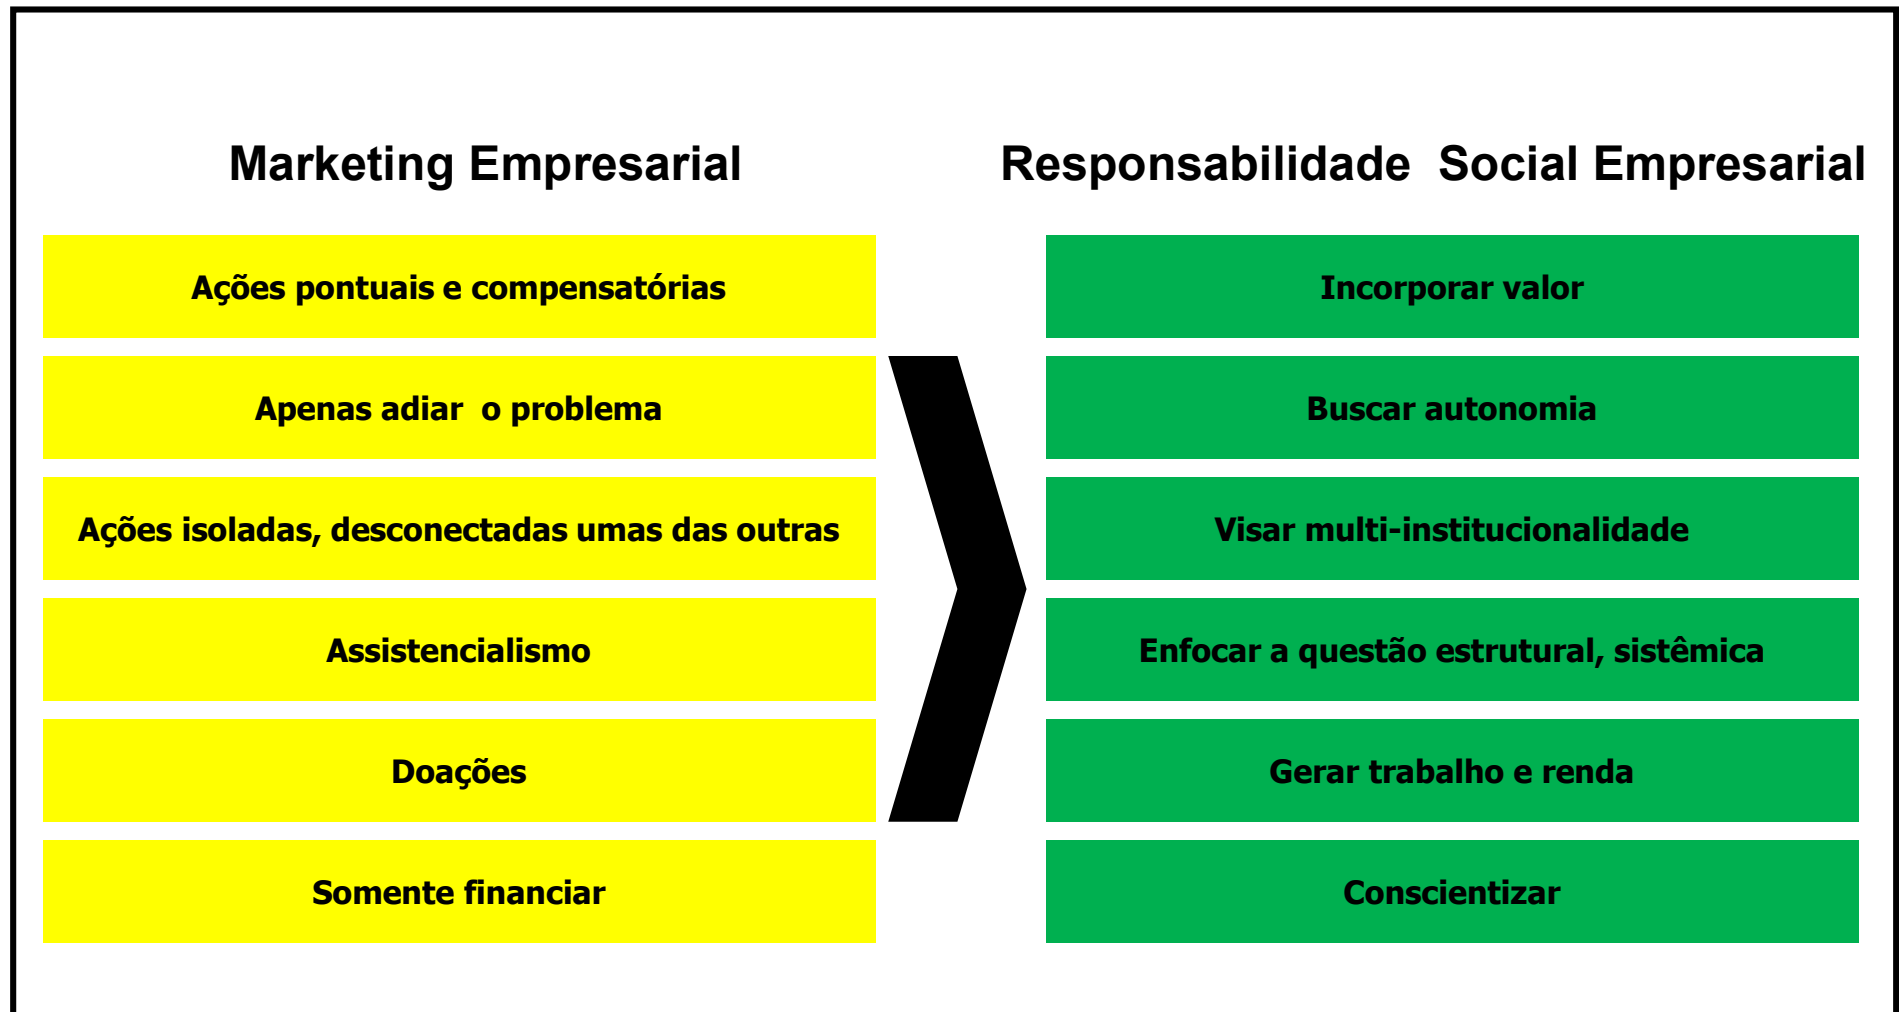 Marketing Empresarial
Responsabilidade  Social Empresarial
Ações pontuais e compensatórias
Incorporar valor
Apenas adiar  o problema
Buscar autonomia
Ações isoladas, desconectadas umas das outras
Visar multi-institucionalidade
Assistencialismo
Enfocar a questão estrutural, sistêmica
Doações
Gerar trabalho e renda
Somente financiar
Conscientizar